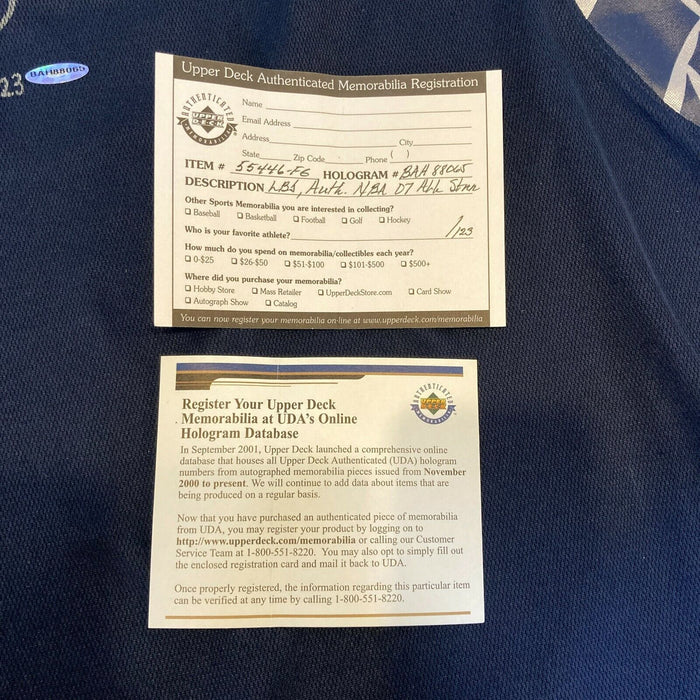 BAH88065
23
Upper Deck Authenticated Memorabilia Registration
AUTHENTICATED
UPPER DECK
MEMORABILIA
Name
Email Address
Address City
State Zip Code Phone ( )
ITEM # 55446-FG HOLOGRAM # BAH 88065
DESCRIPTION LBJ, Auth. NBA 07 All Star
Other Sports Memorabilia you are interested in collecting?
Baseball Basketball Football Golf Hockey
Who is your favorite athlete? /123
How much do you spend on memorabilia/collectibles each year?
0-$25 $26-$50 $51-$100 $101-$500 $500+
Where did you purchase your memorabilia?
Hobby Store Mass Retailer UpperDeckStore.com Card Show
Autograph Show Catalog
You can now register your memorabilia on-line at www.upperdeck.com/memorabilia
AUTHENTICATED
UPPER DECK
MEMORABILIA
Register Your Upper Deck
Memorabilia at UDA's Online
Hologram Database
In September 2001, Upper Deck launched a comprehensive online
database that houses all Upper Deck Authenticated (UDA) hologram
numbers from autographed memorabilia pieces issued from November
2000 to present. We will continue to add data about items that are
being produced on a regular basis.
Now that you have purchased an authenticated piece of memorabilia
from UDA, you may register your product by logging on to
http://www.upperdeck.com/memorabilia or calling our Customer
Service Team at 1-800-551-8220. You may also opt to simply fill out
the enclosed registration card and mail it back to UDA.
Once properly registered, the information regarding this particular item
can be verified at any time by calling 1-800-551-8220.